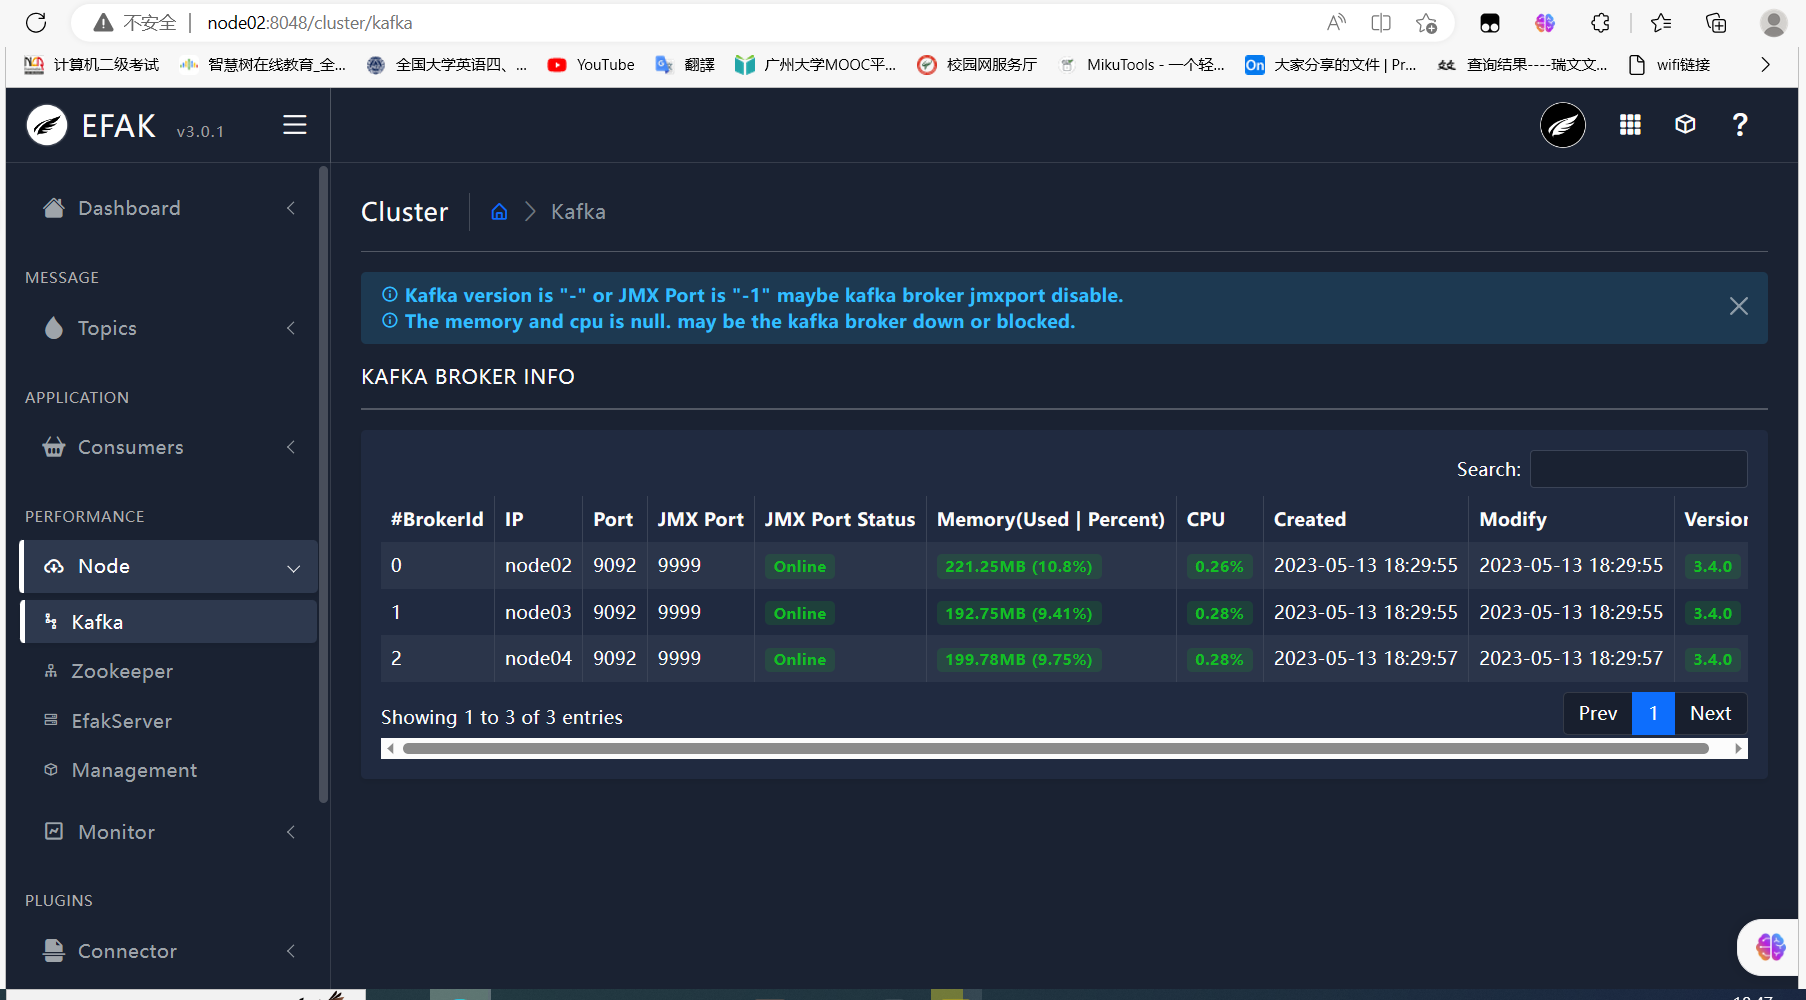 不安全 node02:8048/cluster/kafka
计算机二级考试 智慧树在线教育_全... 全国大学英语四、... YouTube 翻譯 广州大学MOOC平... 校园网服务厅 MikuTools - 一个轻... On 大家分享的文件 | Pr... 查询结果----瑞文文... wifi链接
EFAK v3.0.1
Dashboard
MESSAGE
Topics
APPLICATION
Consumers
PERFORMANCE
Node
Kafka
Zookeeper
EfakServer
Management
Monitor
PLUGINS
Connector
Cluster Kafka
Kafka version is "-" or JMX Port is "-1" maybe kafka broker jmxport disable.
The memory and cpu is null. may be the kafka broker down or blocked.
KAFKA BROKER INFO
Search:
#BrokerId IP Port JMX Port JMX Port Status Memory(Used | Percent) CPU Created Modify Version
0 node02 9092 9999 Online 221.25MB (10.8%) 0.26% 2023-05-13 18:29:55 2023-05-13 18:29:55 3.4.0
1 node03 9092 9999 Online 192.75MB (9.41%) 0.28% 2023-05-13 18:29:55 2023-05-13 18:29:55 3.4.0
2 node04 9092 9999 Online 199.78MB (9.75%) 0.28% 2023-05-13 18:29:57 2023-05-13 18:29:57 3.4.0
Showing 1 to 3 of 3 entries
Prev 1 Next